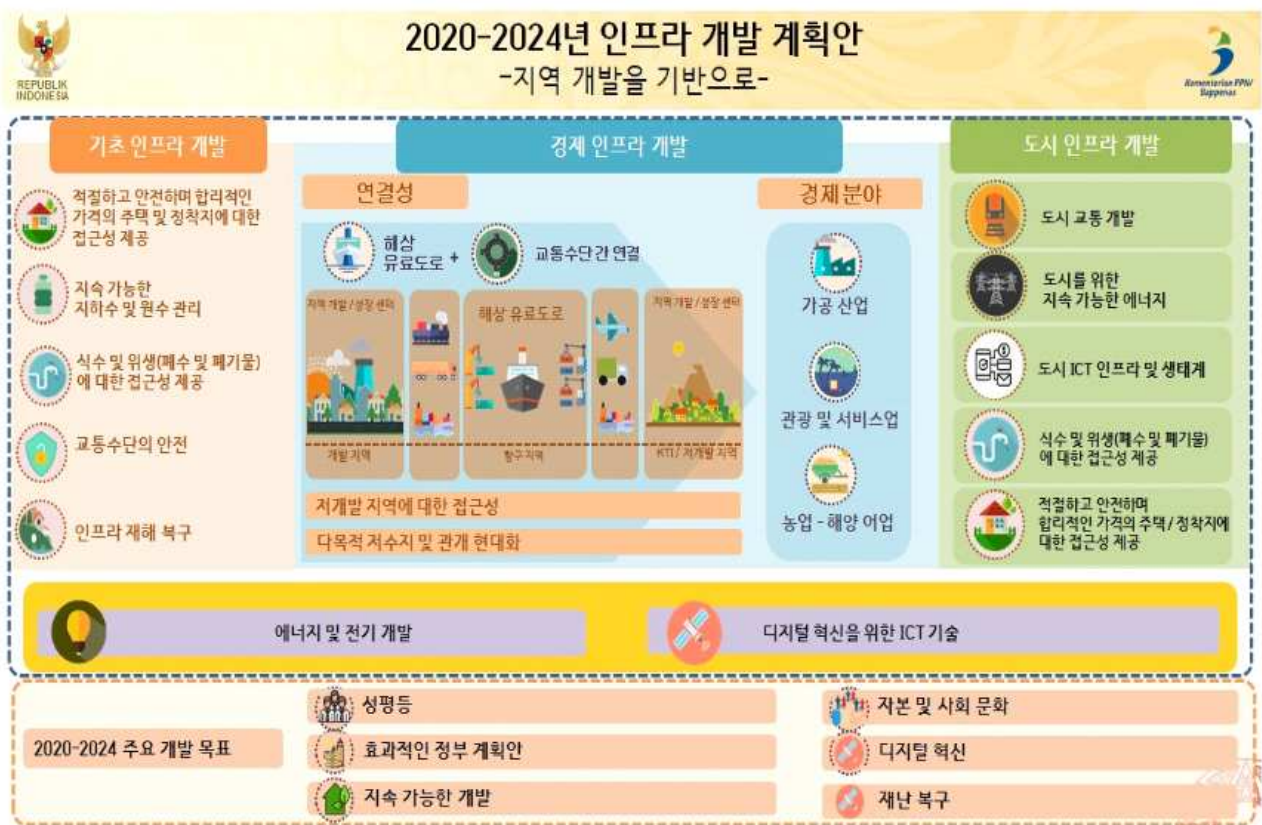 2020-2024년 인프라 개발 계획안
-지역 개발을 기반으로-
REPUBLIK
INDONESIA
Kementerian PPN/
Bappenas
기초 인프라 개발
적절하고 안전하며 합리적인
가격의 주택 및 정착지에 대한
접근성 제공
지속 가능한
지하수 및 원수 관리
식수 및 위생(폐수 및 폐기물)
에 대한 접근성 제공
교통수단의 안전
인프라 재해 복구
경제 인프라 개발
연결성
해상
유료도로 +
교통수단 간 연결
지역 개발 / 성장 센터
해상 유료도로
지역 개발 / 성장 센터
개발 지역
항구 지역
KTI / 저개발 지역
저개발 지역에 대한 접근성
다목적 저수지 및 관개 현대화
경제분야
가공 산업
관광 및 서비스업
농업 - 해양 어업
도시 인프라 개발
도시 교통 개발
도시를 위한
지속 가능한 에너지
도시 ICT 인프라 및 생태계
식수 및 위생(폐수 및 폐기물)
에 대한 접근성 제공
적절하고 안전하며
합리적인 가격의 주택 / 정착지에
대한 접근성 제공
에너지 및 전기 개발
디지털 혁신을 위한 ICT 기술
2020-2024 주요 개발 목표
성평등
효과적인 정부 계획안
지속 가능한 개발
자본 및 사회 문화
디지털 혁신
재난 복구